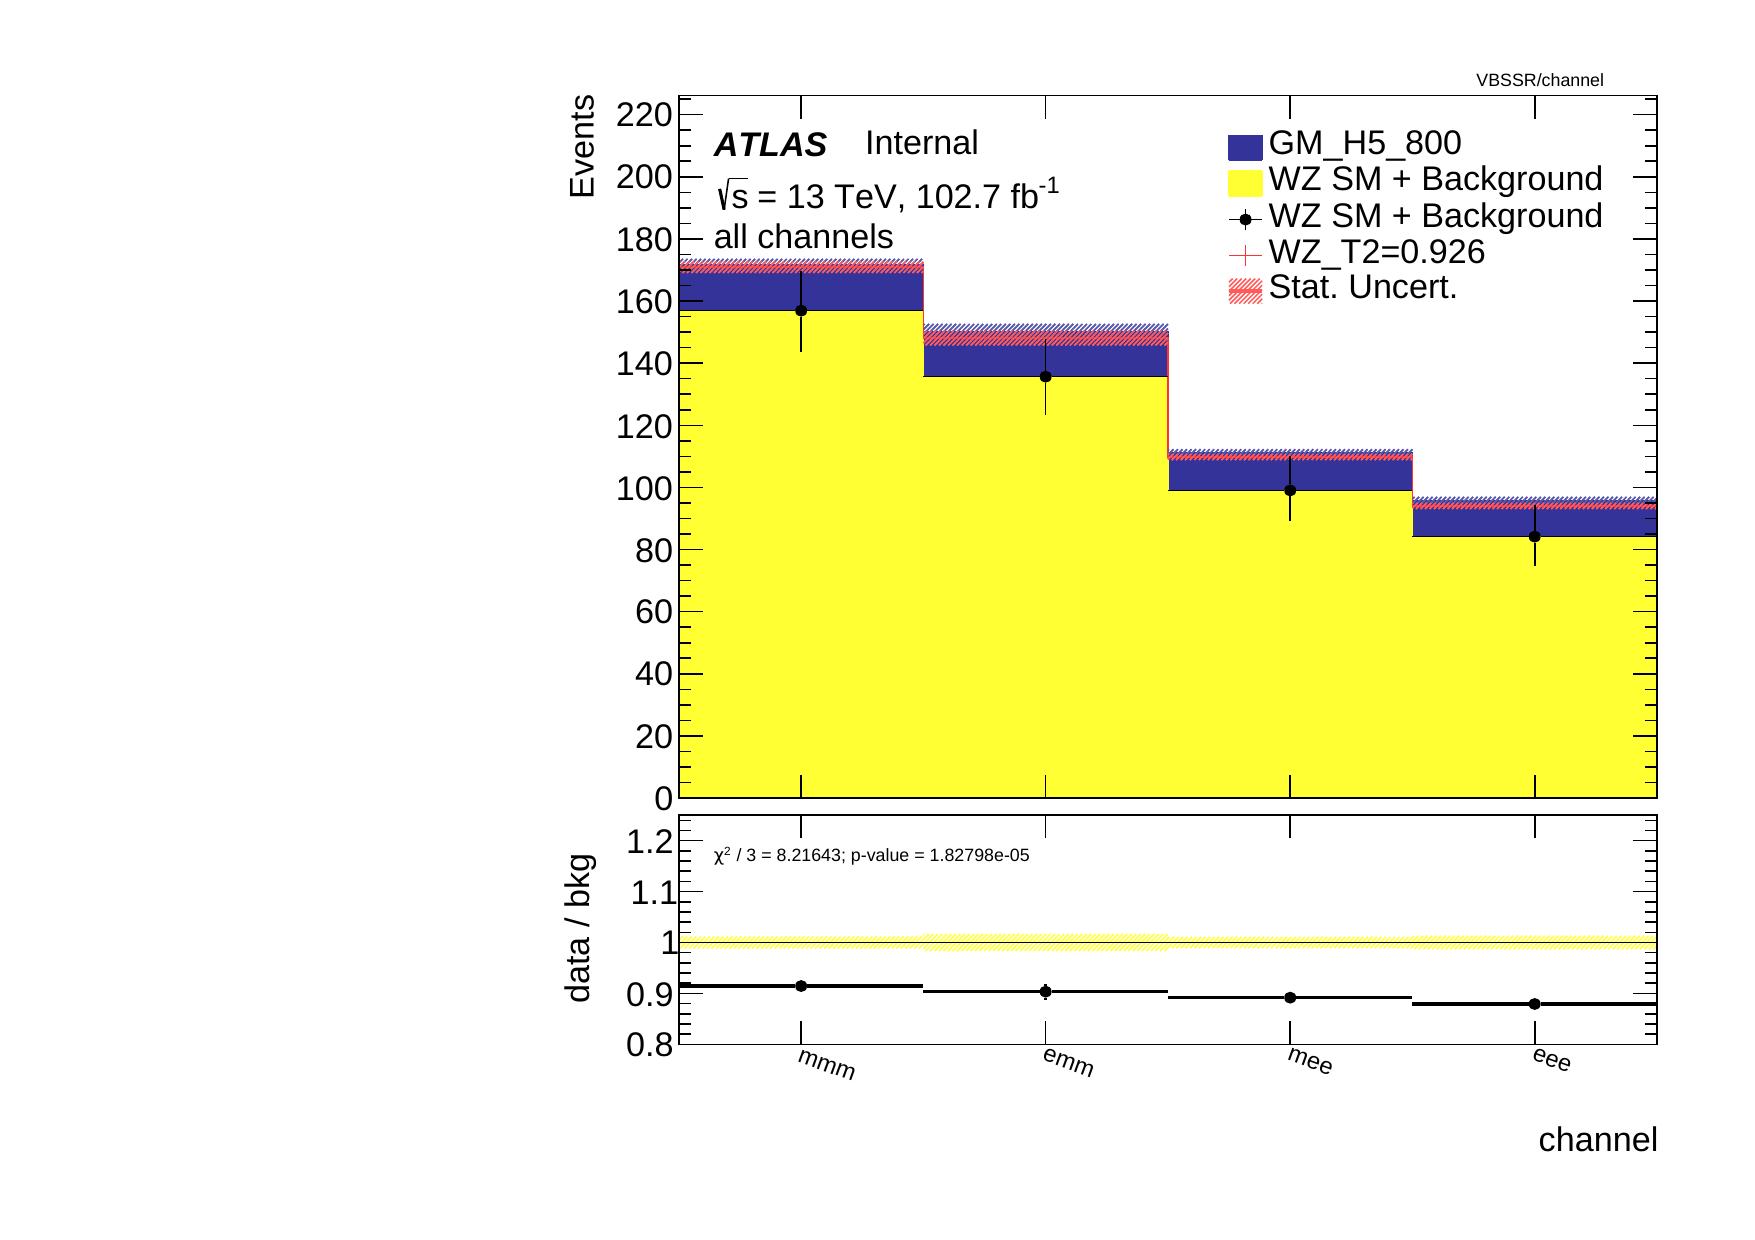 VBSSR/channel
Events
220
200
180
160
140
120
100
80
60
40
20
0
ATLAS Internal
√s = 13 TeV, 102.7 fb-1
all channels
GM_H5_800
WZ SM + Background
WZ SM + Background
WZ_T2=0.926
Stat. Uncert.
data / bkg
1.2
1.1
1
0.9
0.8
χ2 / 3 = 8.21643; p-value = 1.82798e-05
mmm emm mee eee
channel